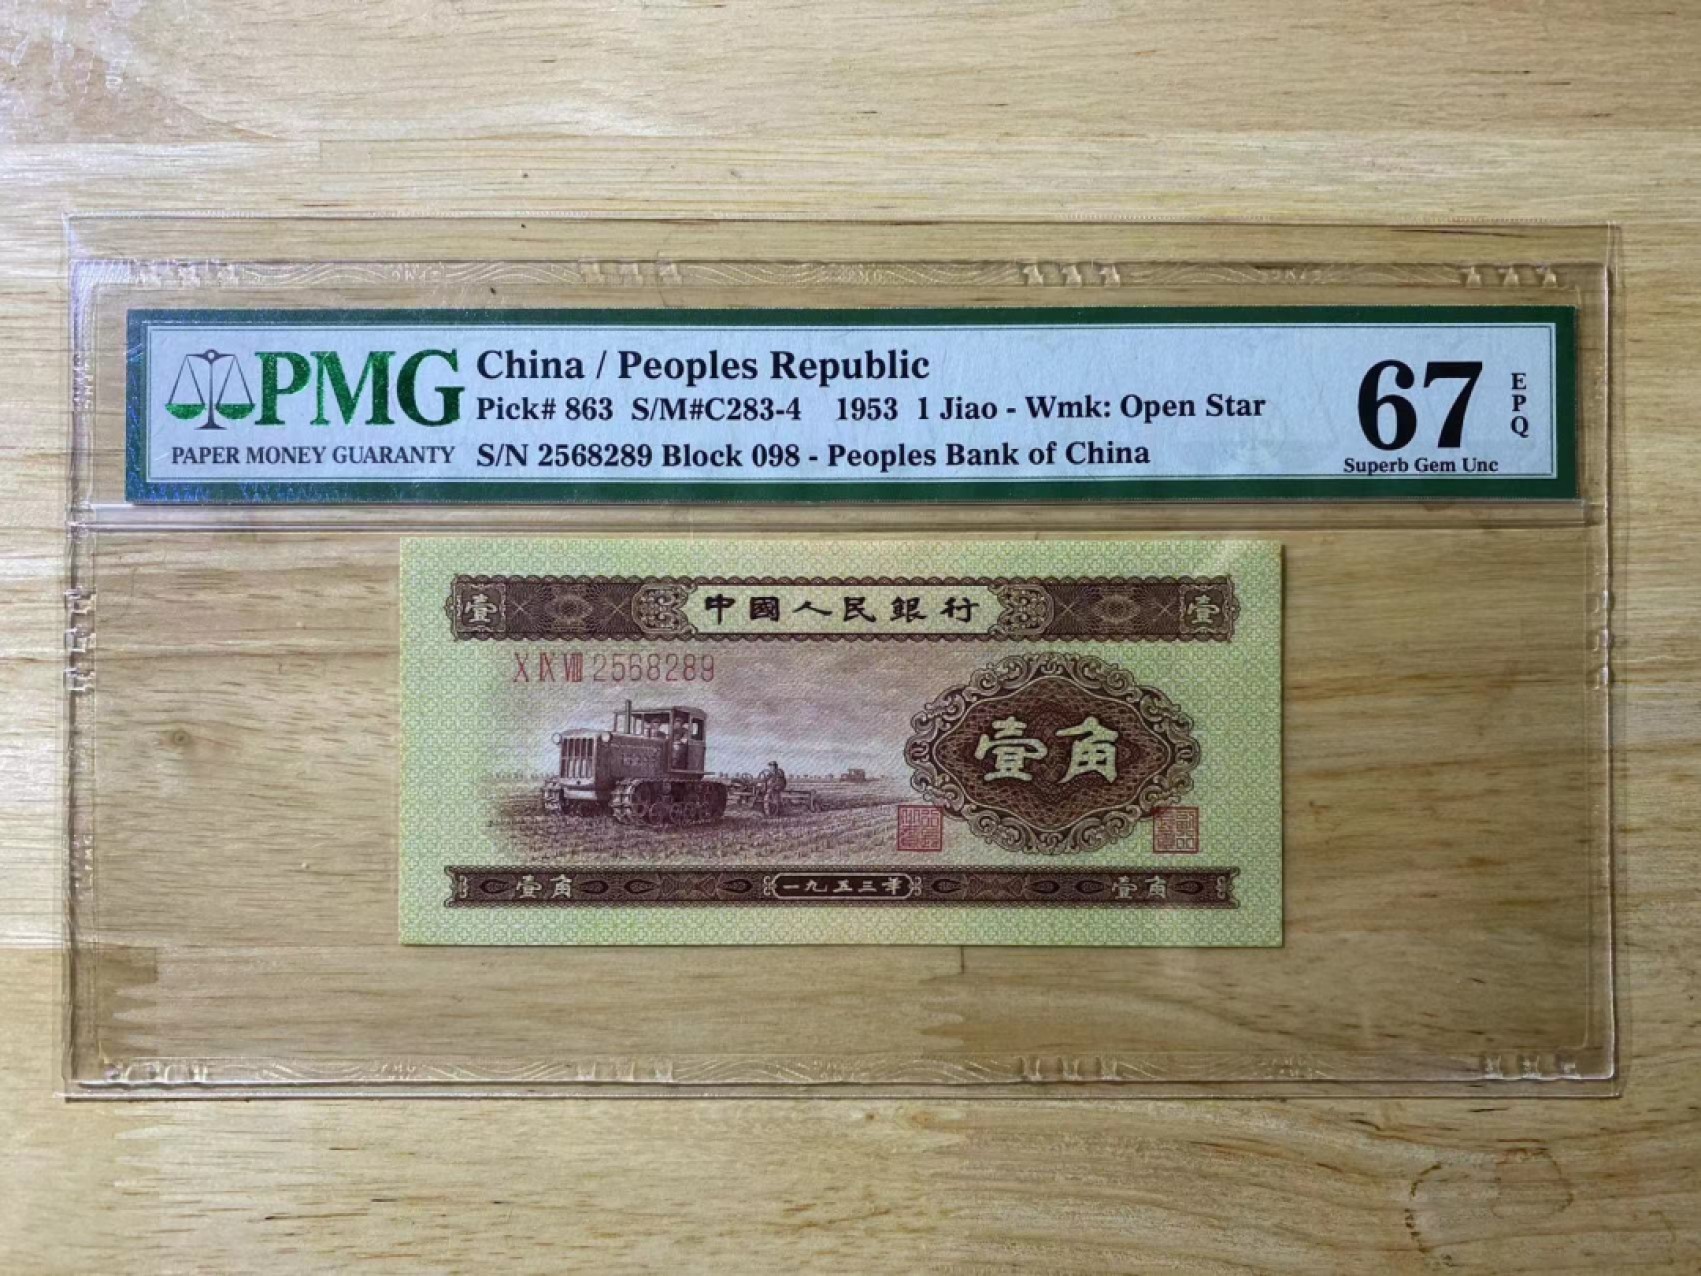 PMG
PAPER MONEY GUARANTY
China / Peoples Republic
Pick# 863 S/M#C283-4 1953 1 Jiao - Wmk: Open Star
S/N 2568289 Block 098 - Peoples Bank of China
67
EPQ
Superb Gem Unc
壹 中國人民銀行 壹
X IX VIII 2568289
壹角
壹角 一九五三年 壹角